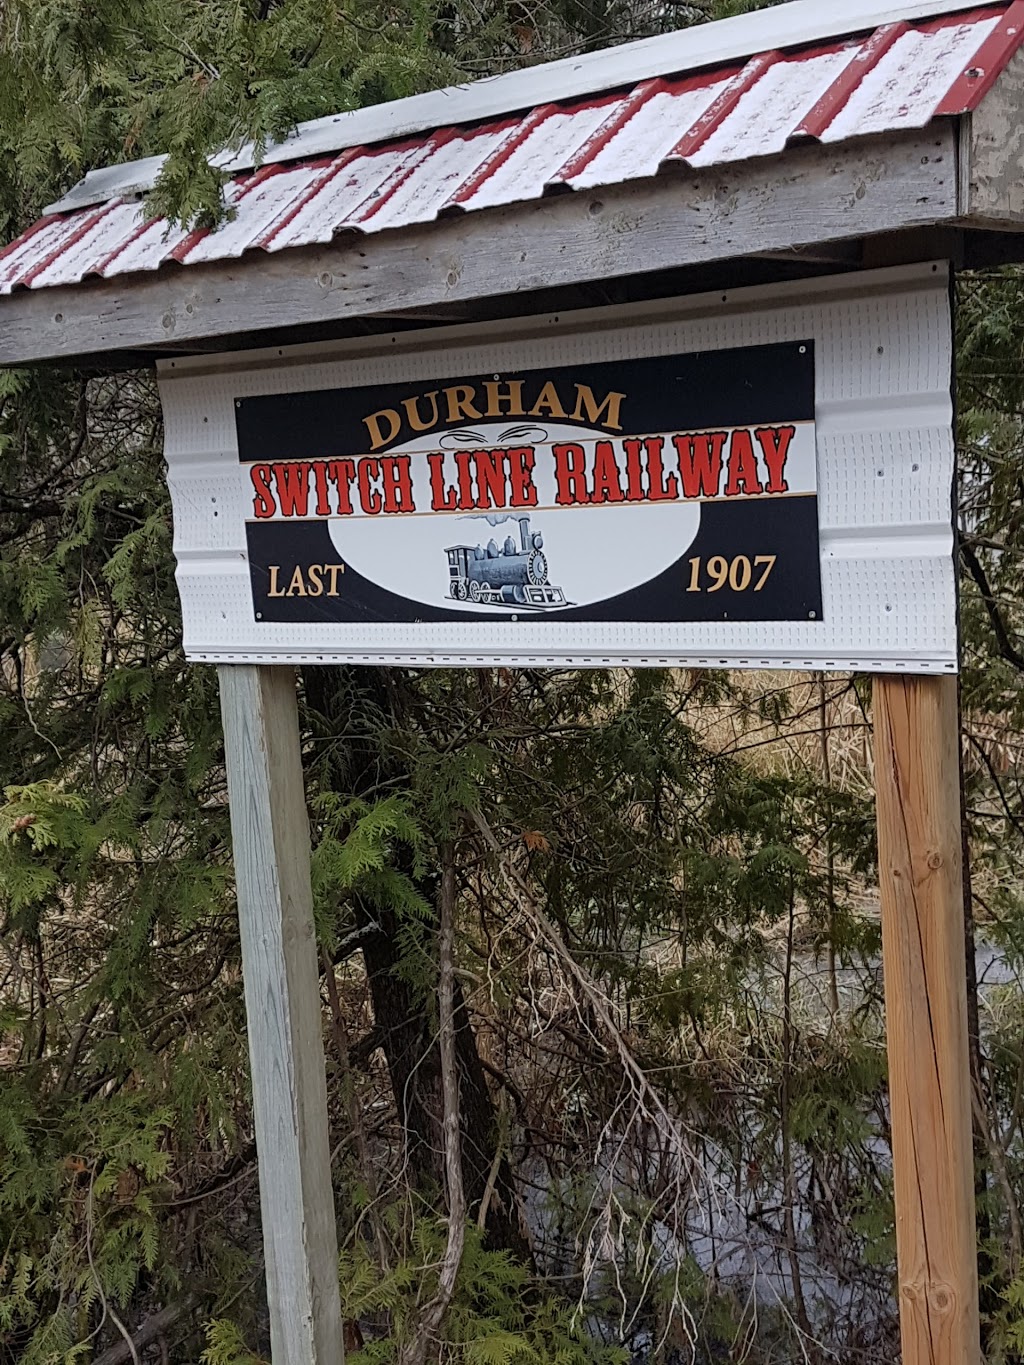 DURHAM
SWITCH LINE RAILWAY
LAST 1907